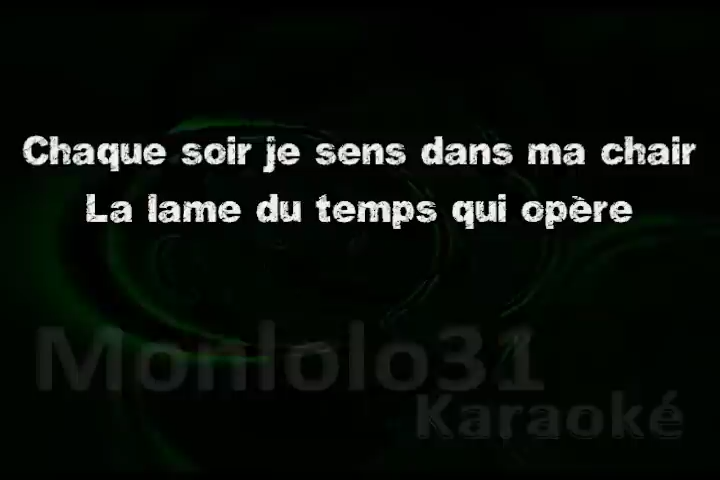 Chaque soir je sens dans ma chair
La lame du temps qui opère
Monlolo31
Karaoké